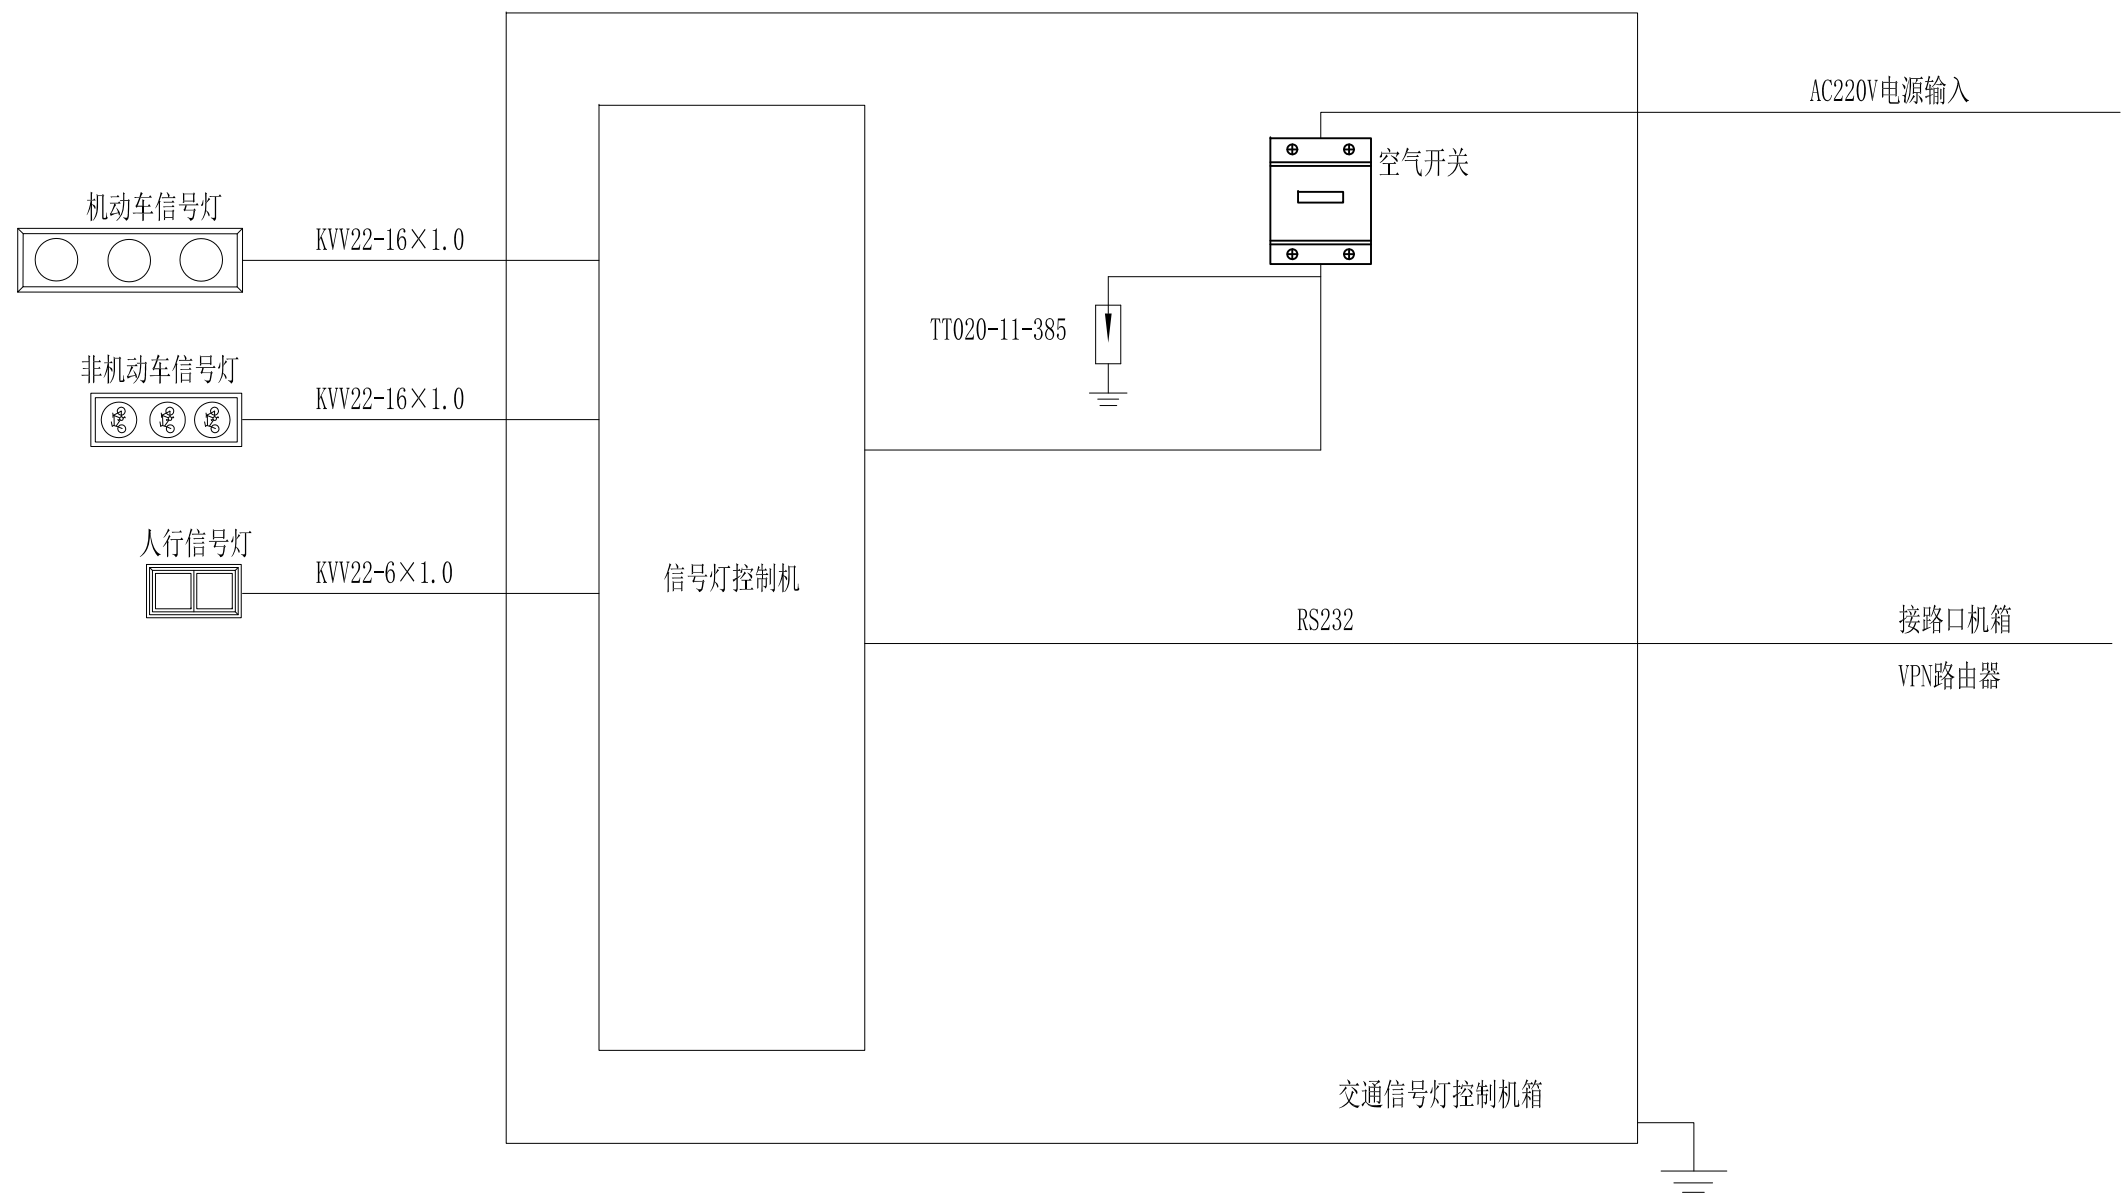 AC220V电源输入
空气开关
机动车信号灯
KVV22-16×1.0
TT020-11-385
非机动车信号灯
KVV22-16×1.0
人行信号灯
KVV22-6×1.0
信号灯控制机
RS232
接路口机箱
VPN路由器
交通信号灯控制机箱